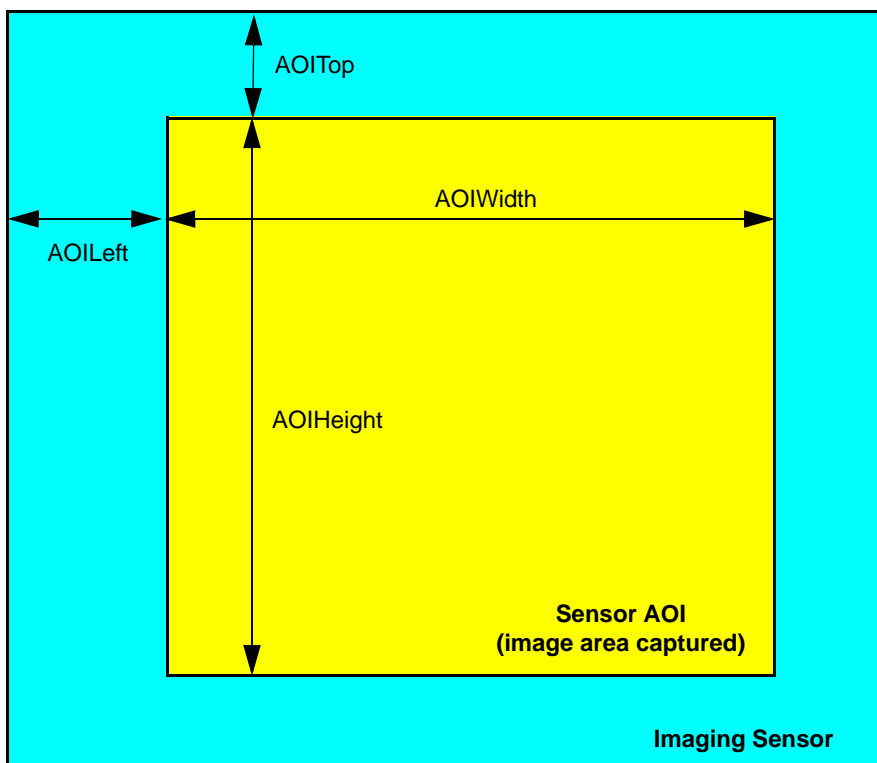 AOITop
AOIWidth
AOILeft
AOIHeight
Sensor AOI
(image area captured)
Imaging Sensor